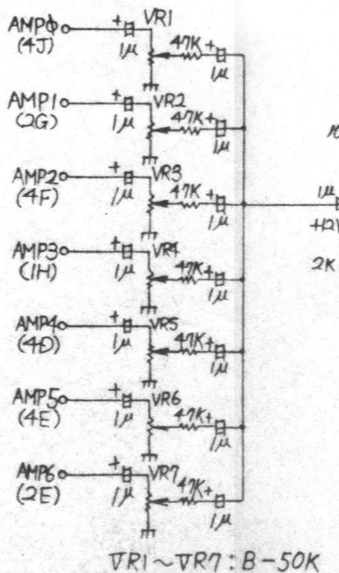 AMPφ + VR1
(4J) 1μ 47K + 1μ
AMP1 + VR2
(2G) 1μ 47K + 1μ
AMP2 + VR3
(4F) 1μ 47K + 1μ
1μ
+12V
2K
AMP3 + VR4
(1H) 1μ 47K + 1μ
AMP4 + VR5
(4D) 1μ 47K + 1μ
AMP5 + VR6
(4E) 1μ 47K + 1μ
AMP6 + VR7
(2E) 1μ 47K + 1μ
VR1~VR7: B-50K